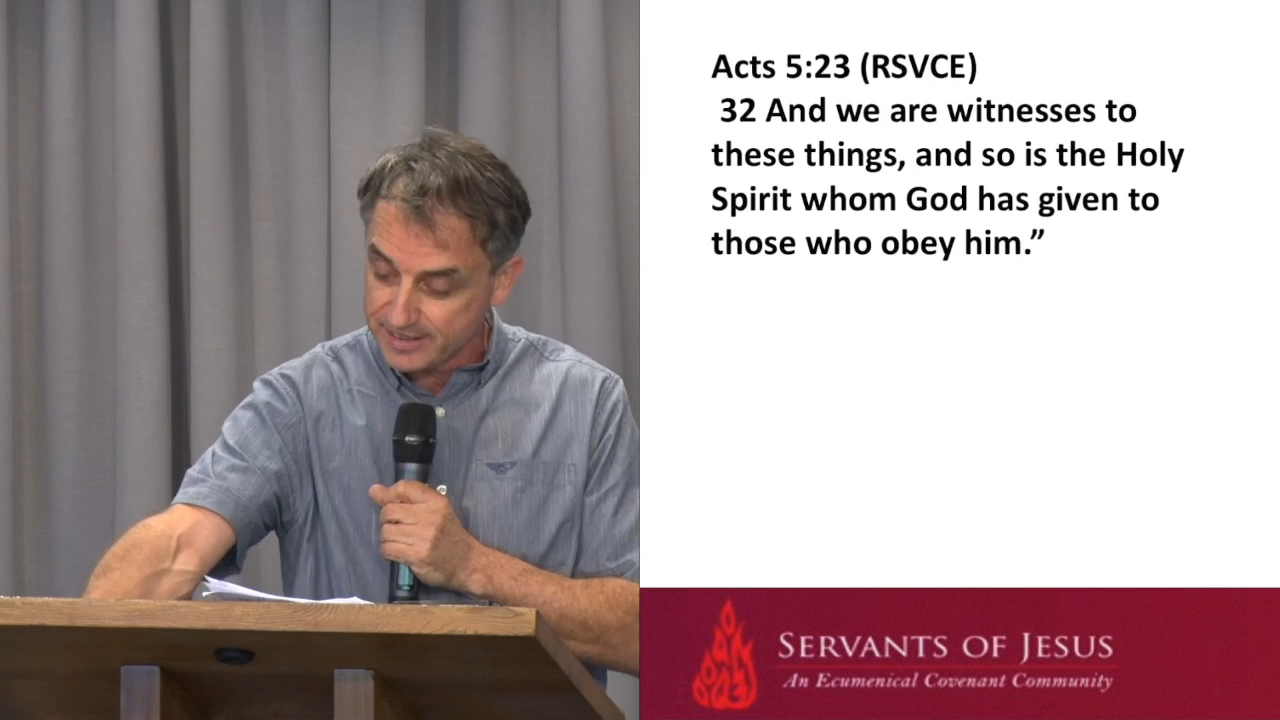 Acts 5:23 (RSVCE)
32 And we are witnesses to
these things, and so is the Holy
Spirit whom God has given to
those who obey him.”
SERVANTS OF JESUS
An Ecumenical Covenant Community